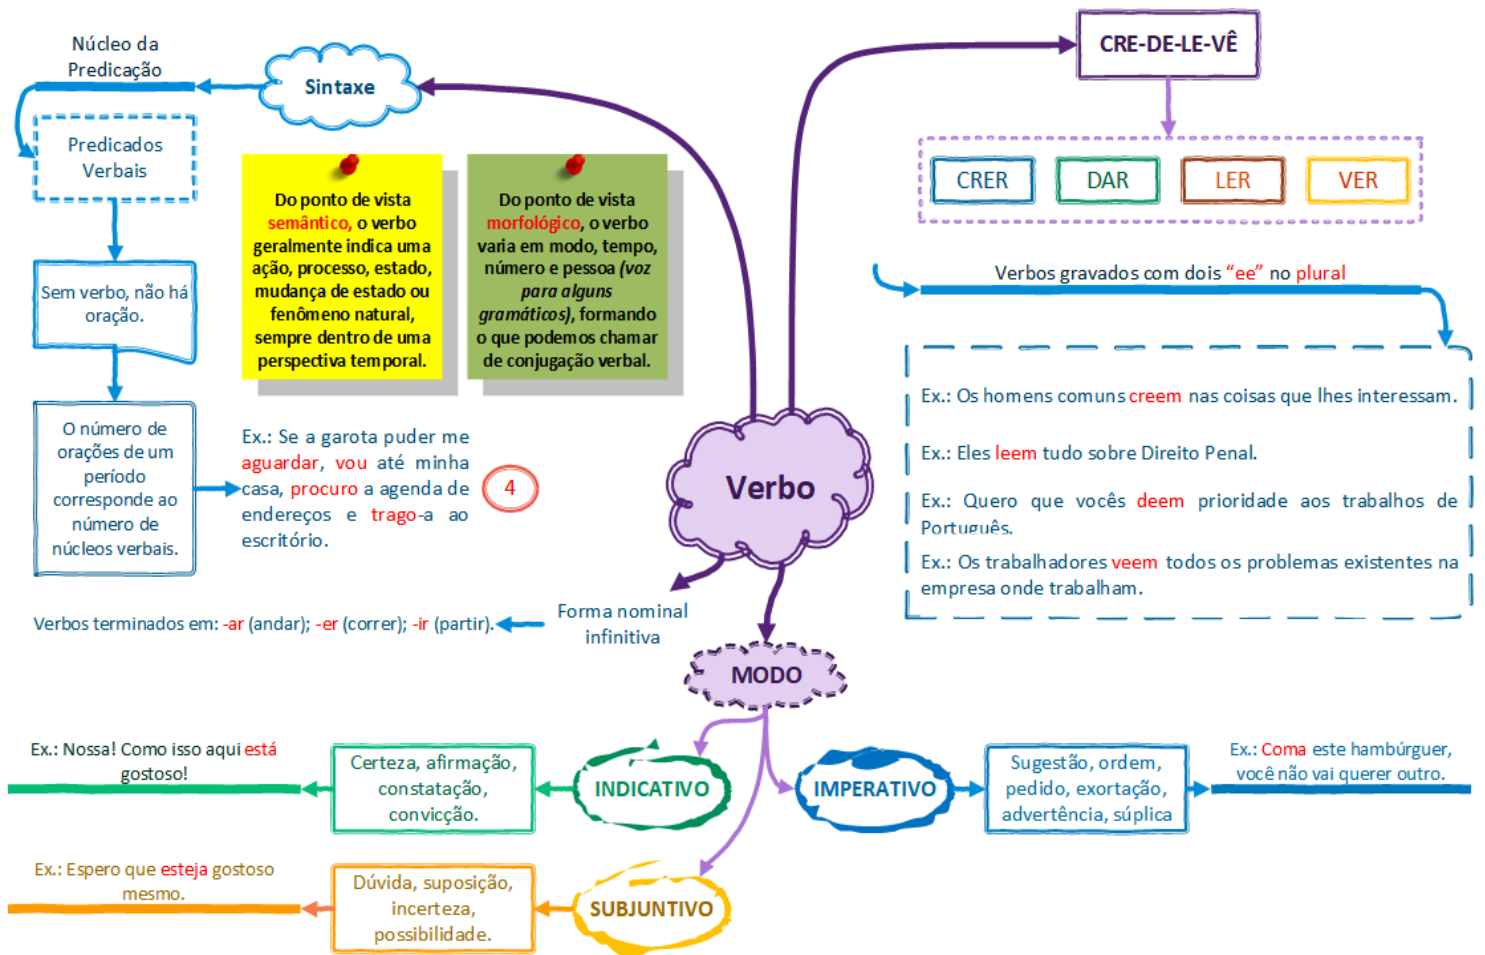 Núcleo da
Predicação
Sintaxe
CRE-DE-LE-VÊ
Predicados
Verbais
CRER
DAR
LER
VER
Do ponto de vista
semântico, o verbo
geralmente indica uma
ação, processo, estado,
mudança de estado ou
fenômeno natural,
sempre dentro de uma
perspectiva temporal.
Do ponto de vista
morfológico, o verbo
varia em modo, tempo,
número e pessoa (voz
para alguns
gramáticos), formando
o que podemos chamar
de conjugação verbal.
Verbos gravados com dois “ee” no plural
Sem verbo, não há
oração.
Ex.: Os homens comuns creem nas coisas que lhes interessam.
Ex.: Eles leem tudo sobre Direito Penal.
Ex.: Quero que vocês deem prioridade aos trabalhos de
Português.
Ex.: Os trabalhadores veem todos os problemas existentes na
empresa onde trabalham.
O número de
orações de um
período
corresponde ao
número de
núcleos verbais.
Ex.: Se a garota puder me
aguardar, vou até minha
casa, procuro a agenda de
endereços e trago-a ao
escritório.
4
Verbo
Forma nominal
infinitiva
Verbos terminados em: -ar (andar); -er (correr); -ir (partir).
MODO
INDICATIVO
Certeza, afirmação,
constatação,
convicção.
Ex.: Nossa! Como isso aqui está
gostoso!
IMPERATIVO
Sugestão, ordem,
pedido, exortação,
advertência, súplica
Ex.: Coma este hambúrguer,
você não vai querer outro.
SUBJUNTIVO
Dúvida, suposição,
incerteza,
possibilidade.
Ex.: Espero que esteja gostoso
mesmo.